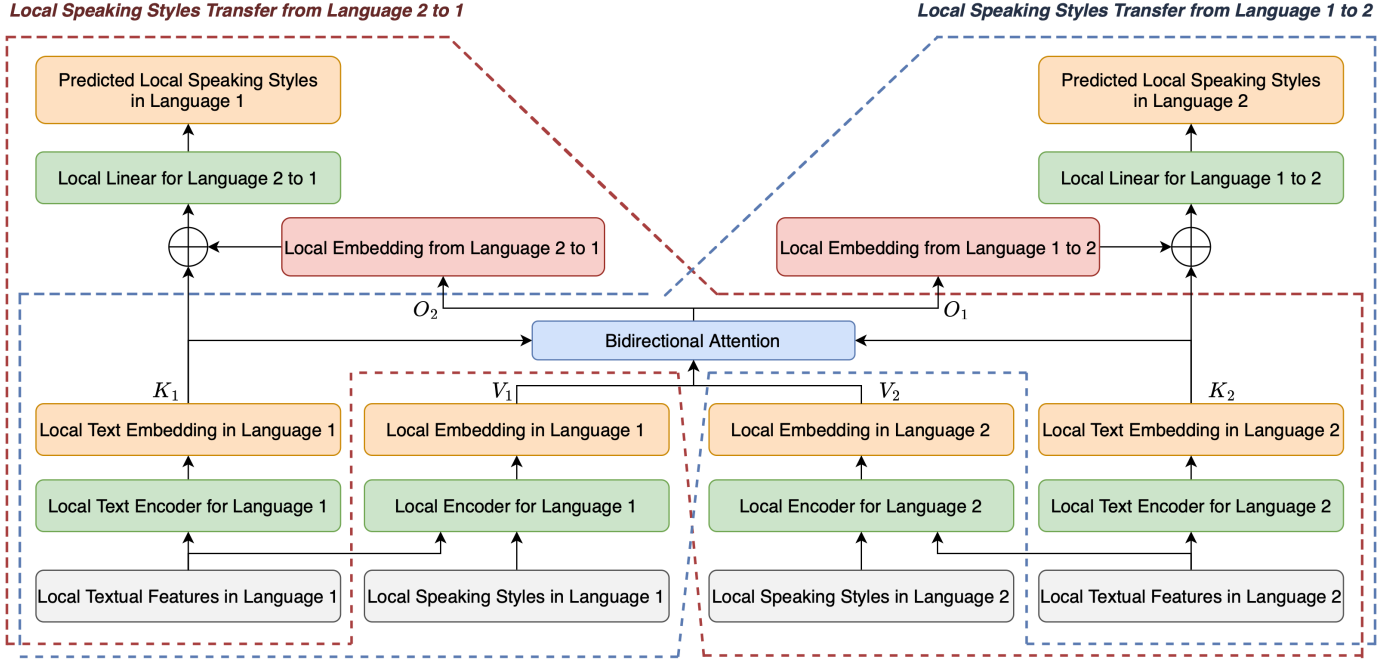 Local Speaking Styles Transfer from Language 2 to 1
Local Speaking Styles Transfer from Language 1 to 2
Predicted Local Speaking Styles
in Language 1
Predicted Local Speaking Styles
in Language 2
Local Linear for Language 2 to 1
Local Linear for Language 1 to 2
Local Embedding from Language 2 to 1
Local Embedding from Language 1 to 2
O2
O1
Bidirectional Attention
K1
V1
V2
K2
Local Text Embedding in Language 1
Local Embedding in Language 1
Local Embedding in Language 2
Local Text Embedding in Language 2
Local Text Encoder for Language 1
Local Encoder for Language 1
Local Encoder for Language 2
Local Text Encoder for Language 2
Local Textual Features in Language 1
Local Speaking Styles in Language 1
Local Speaking Styles in Language 2
Local Textual Features in Language 2